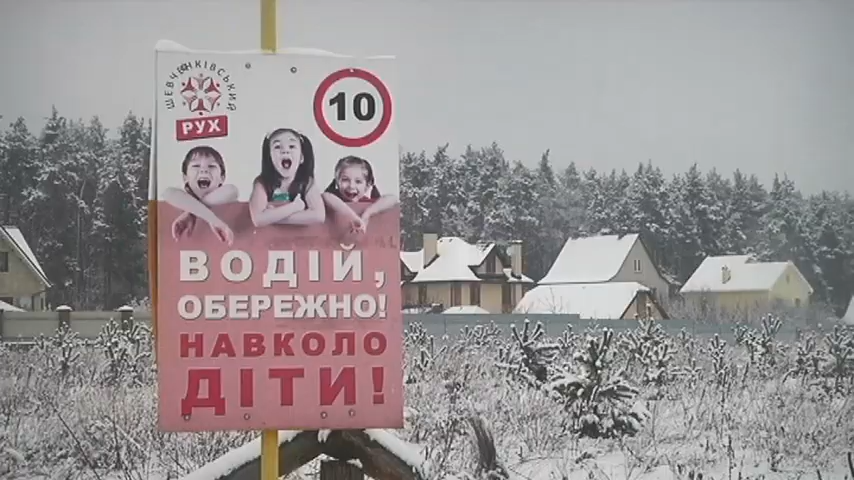 ШЕВЧЕНКІВСЬКИЙ
РУХ
10
ВОДІЙ,
ОБЕРЕЖНО!
НАВКОЛО
ДІТИ!